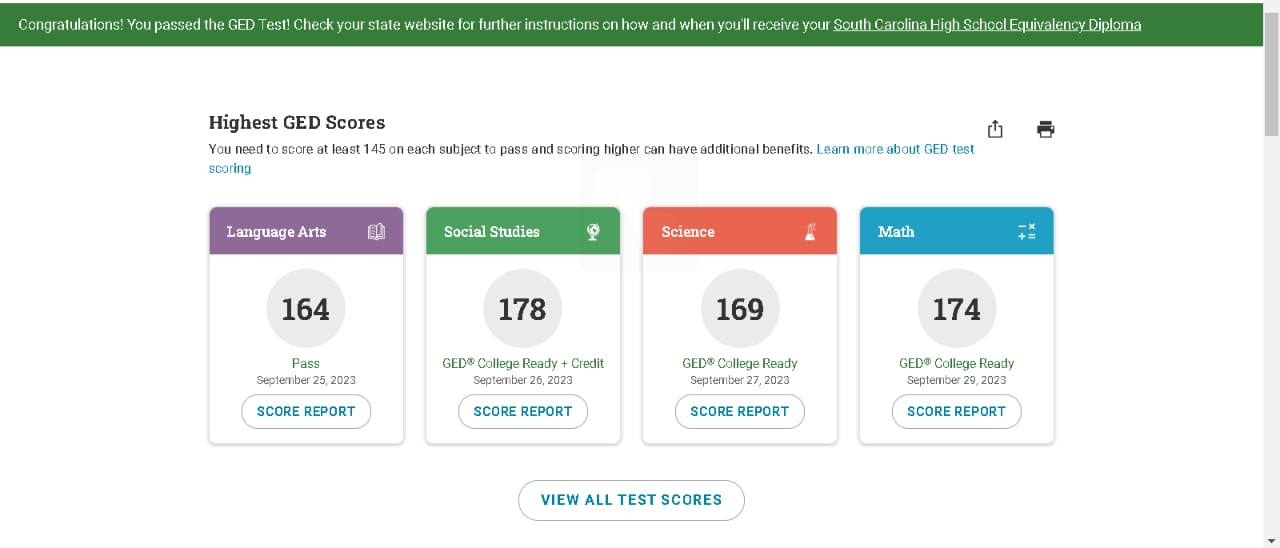 Congratulations! You passed the GED Test! Check your state website for further instructions on how and when you'll receive your South Carolina High School Equivalency Diploma
Highest GED Scores
You need to score at least 145 on each subject to pass and scoring higher can have additional benefits. Learn more about GED test
scoring
Language Arts
164
Pass
September 25, 2023
SCORE REPORT
Social Studies
178
GED® College Ready + Credit
September 26, 2023
SCORE REPORT
Science
169
GED® College Ready
September 27, 2023
SCORE REPORT
Math
174
GED® College Ready
September 29, 2023
SCORE REPORT
VIEW ALL TEST SCORES